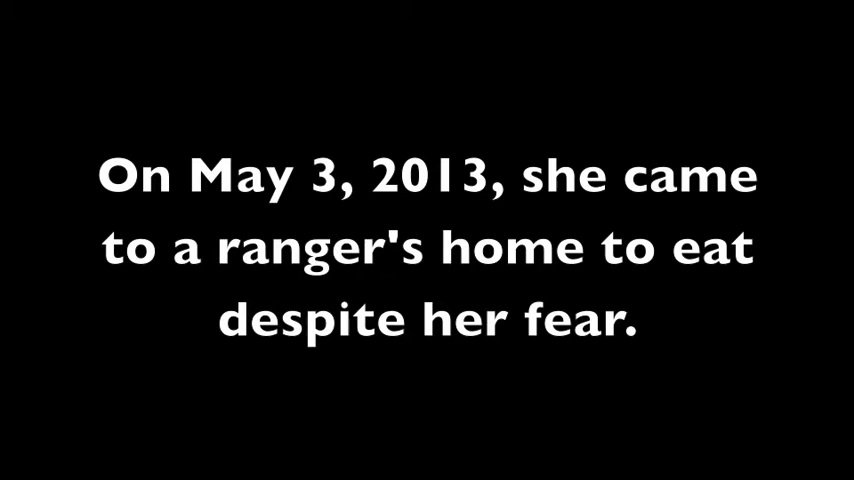 On May 3, 2013, she came
to a ranger's home to eat
despite her fear.